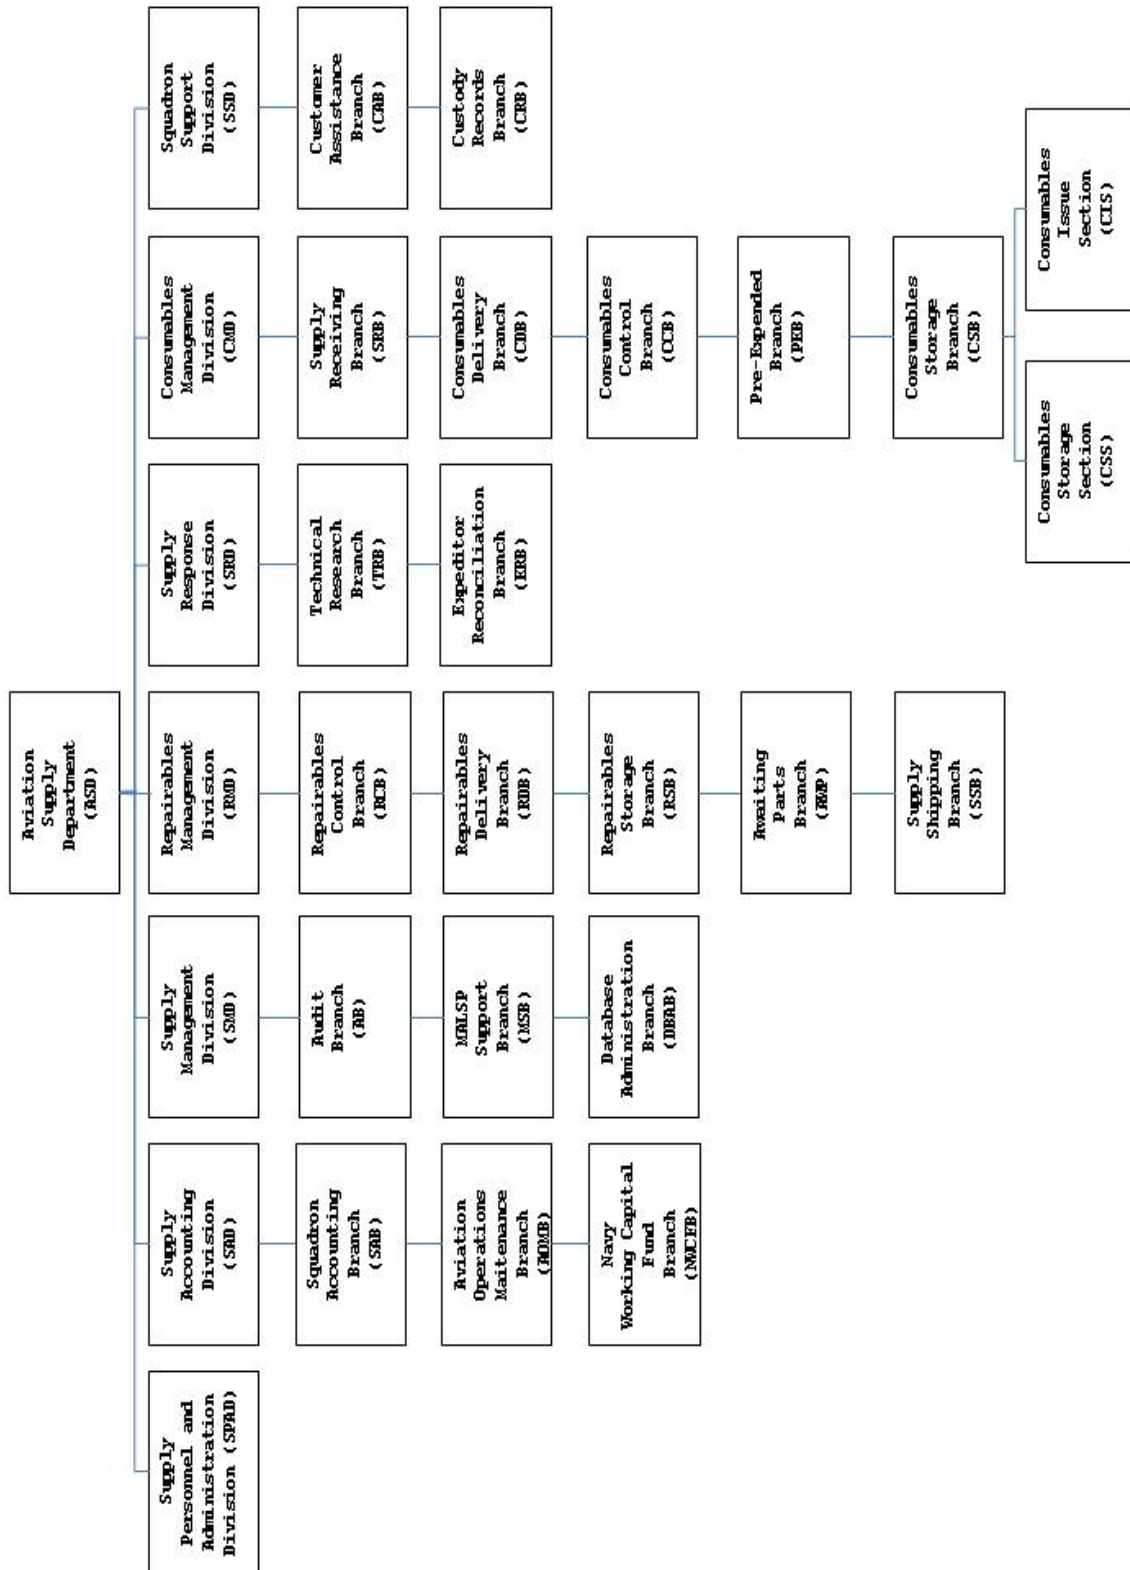 Aviation
Supply
Department
(ASD)
Supply
Personnel and
Administration
Division (SPAD)
Supply
Accounting
Division
(SAD)
Squadron
Accounting
Branch
(SAB)
Aviation
Operations
Maitenance
Branch
(AOMB)
Navy
Working Capital
Fund
Branch
(NWCFB)
Supply
Management
Division
(SMD)
Audit
Branch
(AB)
MALSP
Support
Branch
(MSB)
Database
Administration
Branch
(DBAB)
Repairables
Management
Division
(RMD)
Repairables
Control
Branch
(RCB)
Repairables
Delivery
Branch
(RDB)
Repairables
Storage
Branch
(RSB)
Awaiting
Parts
Branch
(AWP)
Supply
Shipping
Branch
(SSB)
Supply
Response
Division
(SRD)
Technical
Research
Branch
(TRB)
Expeditor
Reconciliation
Branch
(ERB)
Consumables
Management
Division
(CMD)
Supply
Receiving
Branch
(SRB)
Consumables
Delivery
Branch
(CDB)
Consumables
Control
Branch
(CCB)
Pre-Expended
Branch
(PEB)
Consumables
Storage
Branch
(CSB)
Consumables
Storage
Section
(CSS)
Consumables
Issue
Section
(CIS)
Squadron
Support
Division
(SSD)
Customer
Assistance
Branch
(CAB)
Custody
Records
Branch
(CRB)